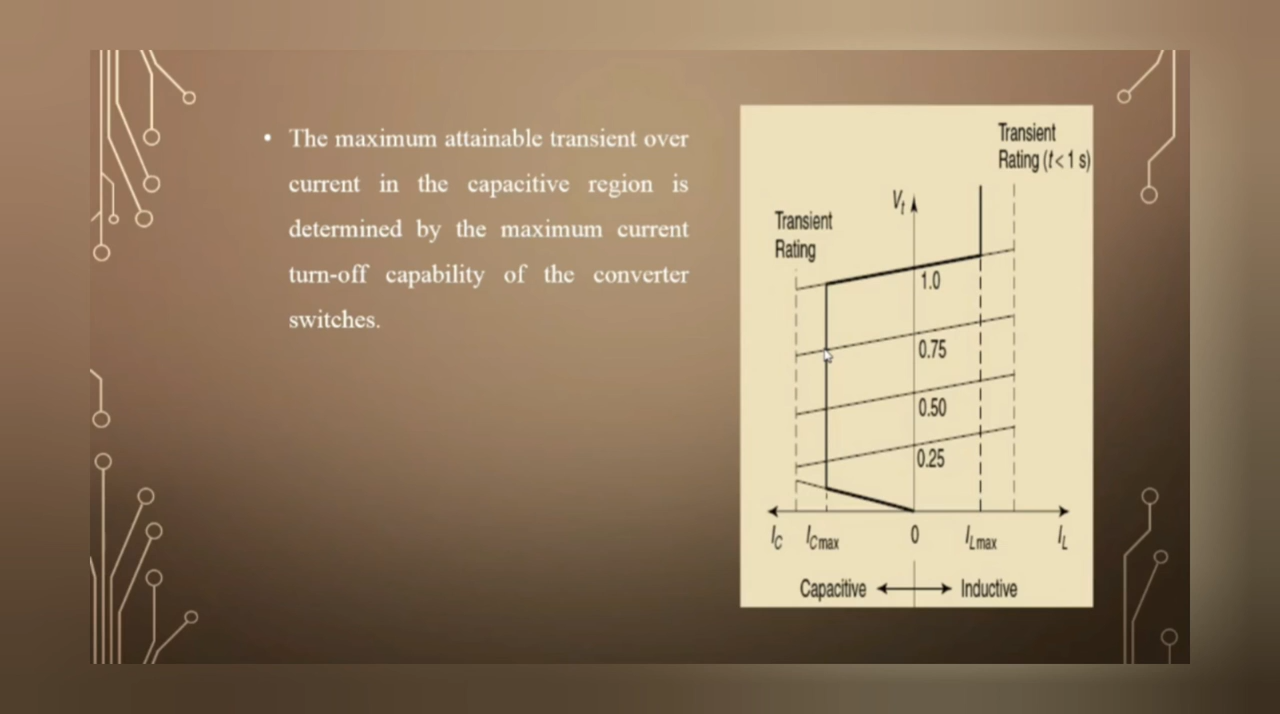 • The maximum attainable transient over
current in the capacitive region is
determined by the maximum current
turn-off capability of the converter
switches.
Transient
Rating (t < 1 s)
Vt
Transient
Rating
1.0
0.75
0.50
0.25
IC ICmax 0 ILmax IL
Capacitive Inductive